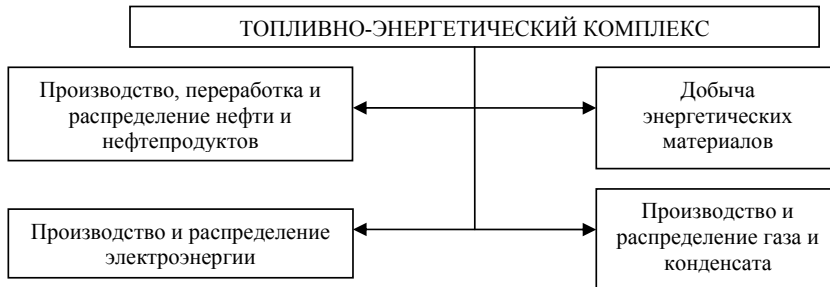 ТОПЛИВНО-ЭНЕРГЕТИЧЕСКИЙ КОМПЛЕКС
Производство, переработка и
распределение нефти и
нефтепродуктов
Добыча
энергетических
материалов
Производство и распределение
электроэнергии
Производство и
распределение газа и
конденсата